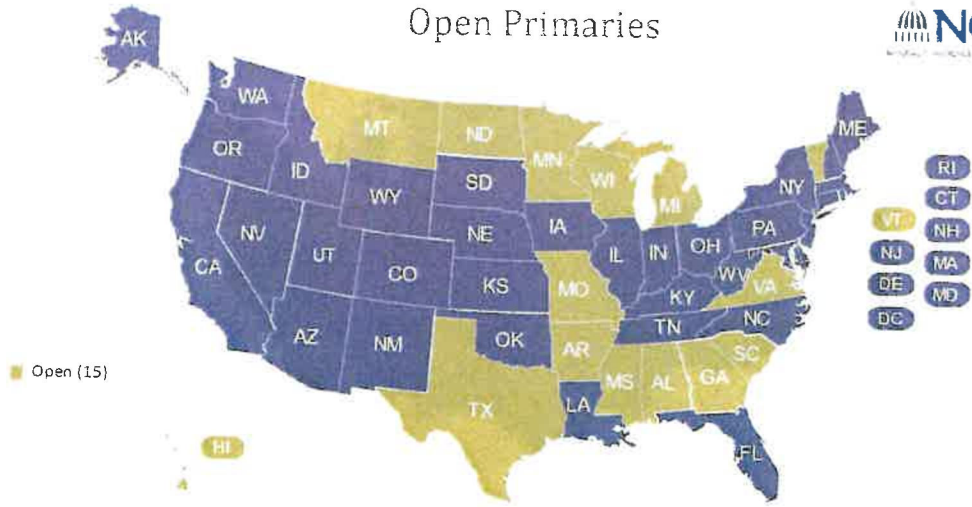 Open Primaries
AK
WA
MT
ND
MN
ME
OR
ID
WY
SD
WI
MI
NY
RI
CT
VT
NH
NV
UT
NE
IA
IL
IN
OH
PA
NJ
MA
CA
CO
KS
MO
KY
WV
VA
DE
MD
AZ
NM
OK
AR
TN
NC
DC
SC
Open (15)
TX
LA
MS
AL
GA
HI
FL